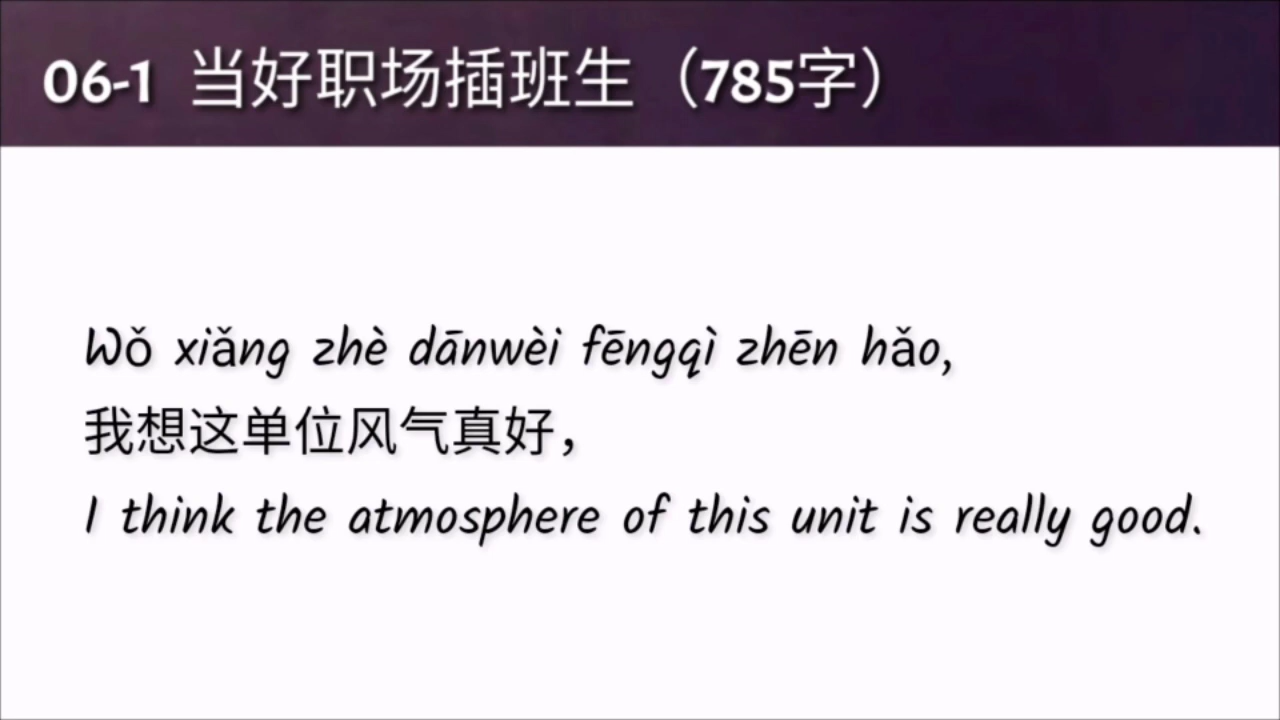 06-1 当好职场插班生（785字）
Wǒ xiǎng zhè dānwèi fēngqì zhēn hǎo,
我想这单位风气真好，
I think the atmosphere of this unit is really good.